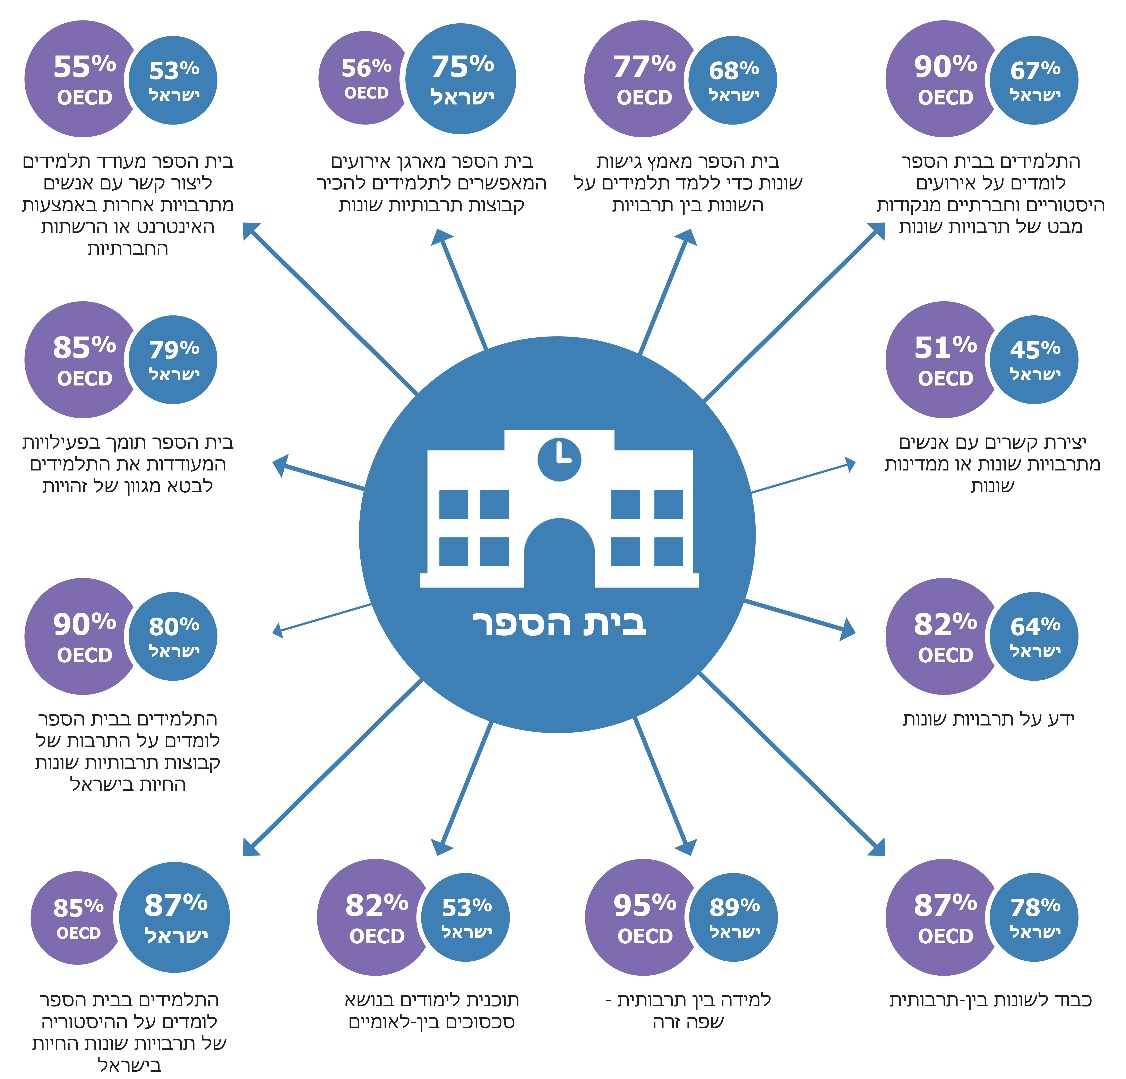 90%
OECD
67%
ישראל
התלמידים בבית הספר
לומדים על אירועים
היסטוריים וחברתיים מנקודות
מבט של תרבויות שונות
77%
OECD
68%
ישראל
בית הספר מאמץ גישות
שונות כדי ללמד תלמידים על
השונות בין תרבויות
56%
OECD
75%
ישראל
בית הספר מארגן אירועים
המאפשרים לתלמידים להכיר
קבוצות תרבותיות שונות
55%
OECD
53%
ישראל
בית הספר מעודד תלמידים
ליצור קשר עם אנשים
מתרבויות אחרות באמצעות
האינטרנט או הרשתות
החברתיות
51%
OECD
45%
ישראל
יצירת קשרים עם אנשים
מתרבויות שונות או ממדינות
שונות
85%
OECD
79%
ישראל
בית הספר תומך בפעילויות
המעודדות את התלמידים
לבטא מגוון של זהויות
בית הספר
82%
OECD
64%
ישראל
ידע על תרבויות שונות
90%
OECD
80%
ישראל
התלמידים בבית הספר
לומדים על התרבות של
קבוצות תרבותיות שונות
החיות בישראל
87%
OECD
78%
ישראל
כבוד לשונות בין-תרבותית
95%
OECD
89%
ישראל
למידה בין תרבותית -
שפה זרה
82%
OECD
53%
ישראל
תוכנית לימודים בנושא
סכסוכים בין-לאומיים
85%
OECD
87%
ישראל
התלמידים בבית הספר
לומדים על ההיסטוריה
של תרבויות שונות החיות
בישראל